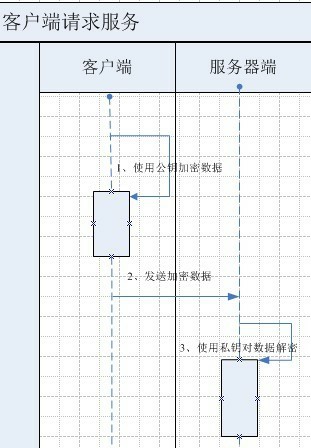 客户端请求服务
客户端
服务器端
1、使用公钥加密数据
2、发送加密数据
3、使用私钥对数据解密